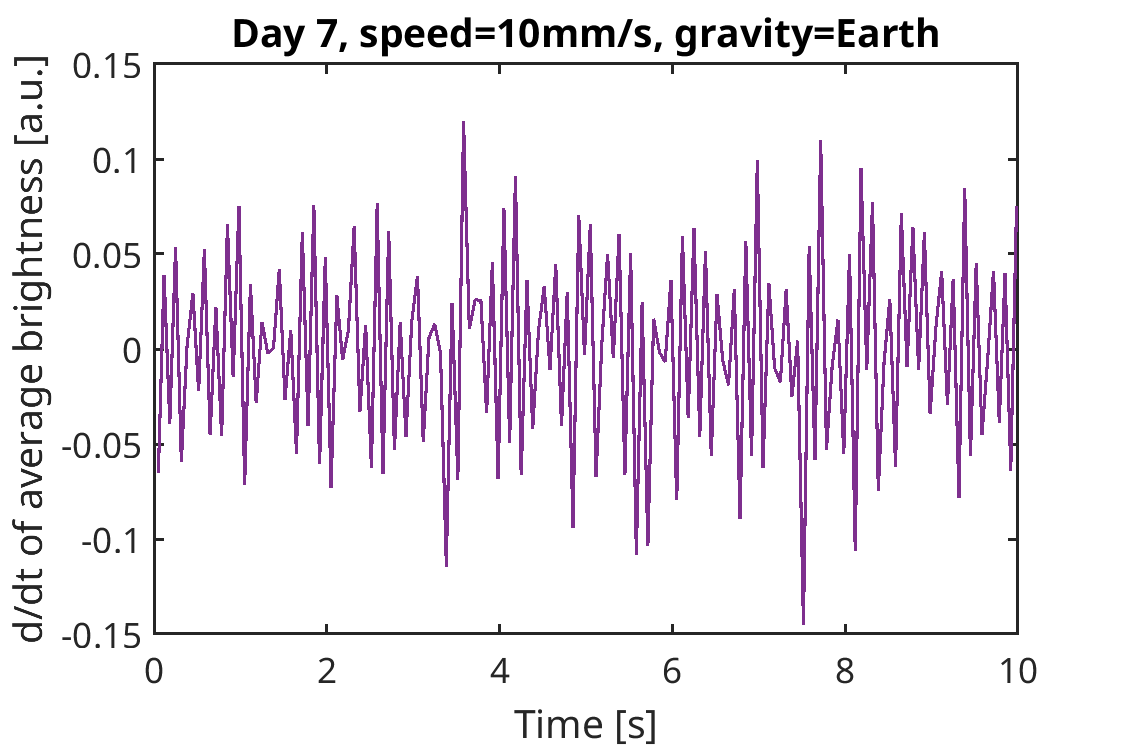 Day 7, speed=10mm/s, gravity=Earth
d/dt of average brightness [a.u.]
0.15
0.1
0.05
0
-0.05
-0.1
-0.15
0 2 4 6 8 10
Time [s]